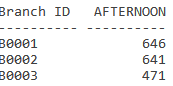 Branch ID  AFTERNOON
---------- ----------
B0001             646
B0002             641
B0003             471